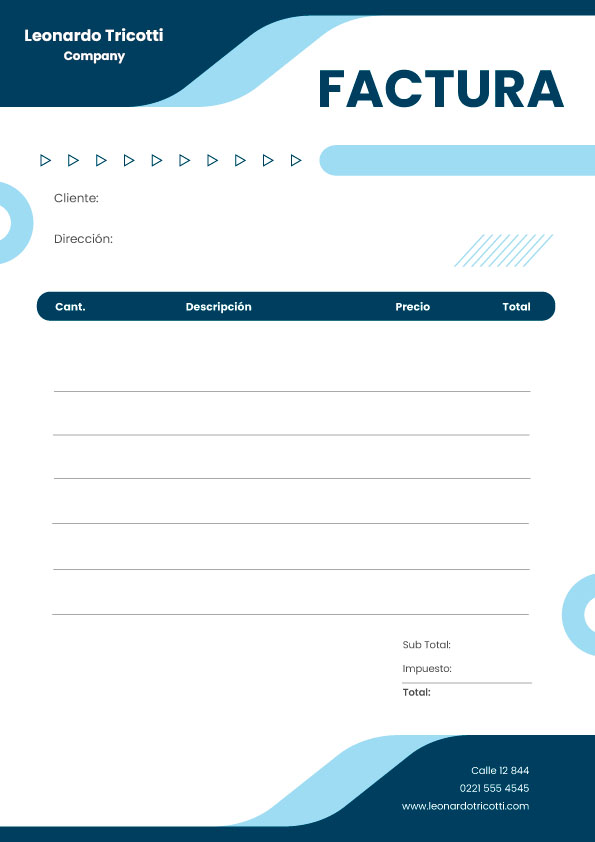 Leonardo Tricotti
Company
FACTURA
Cliente:
Dirección:
Cant. Descripción Precio Total
Sub Total:
Impuesto:
Total:
Calle 12 844
0221 555 4545
www.leonardotricotti.com